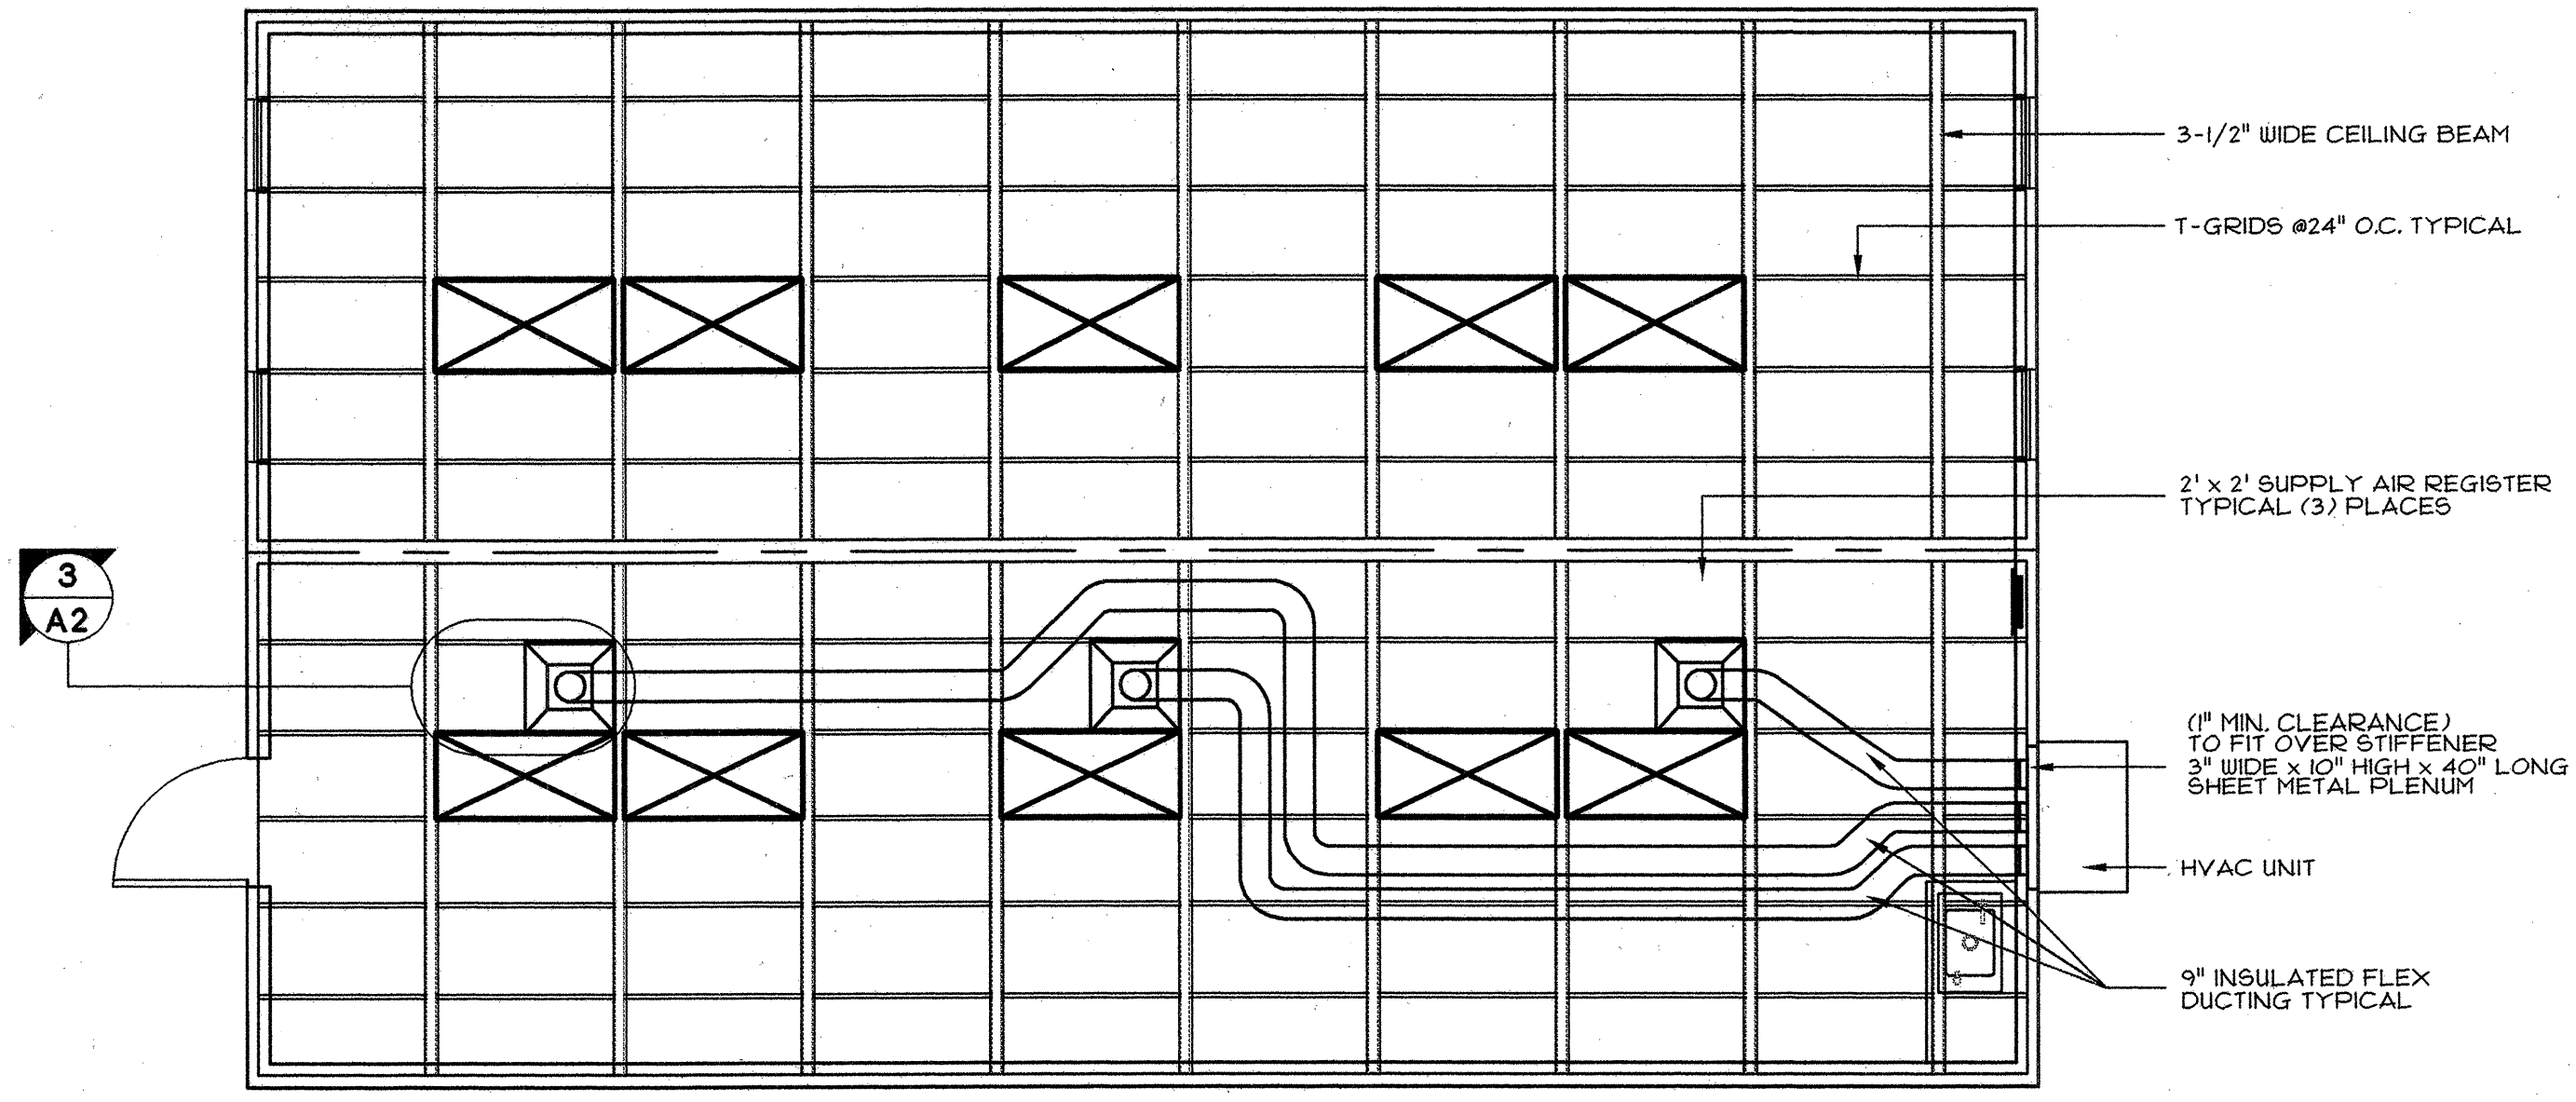 3-1/2" WIDE CEILING BEAM
T-GRIDS @24" O.C. TYPICAL
2' x 2' SUPPLY AIR REGISTER
TYPICAL (3) PLACES
3
A2
(1" MIN. CLEARANCE)
TO FIT OVER STIFFENER
3" WIDE x 10" HIGH x 40" LONG
SHEET METAL PLENUM
HVAC UNIT
9" INSULATED FLEX
DUCTING TYPICAL